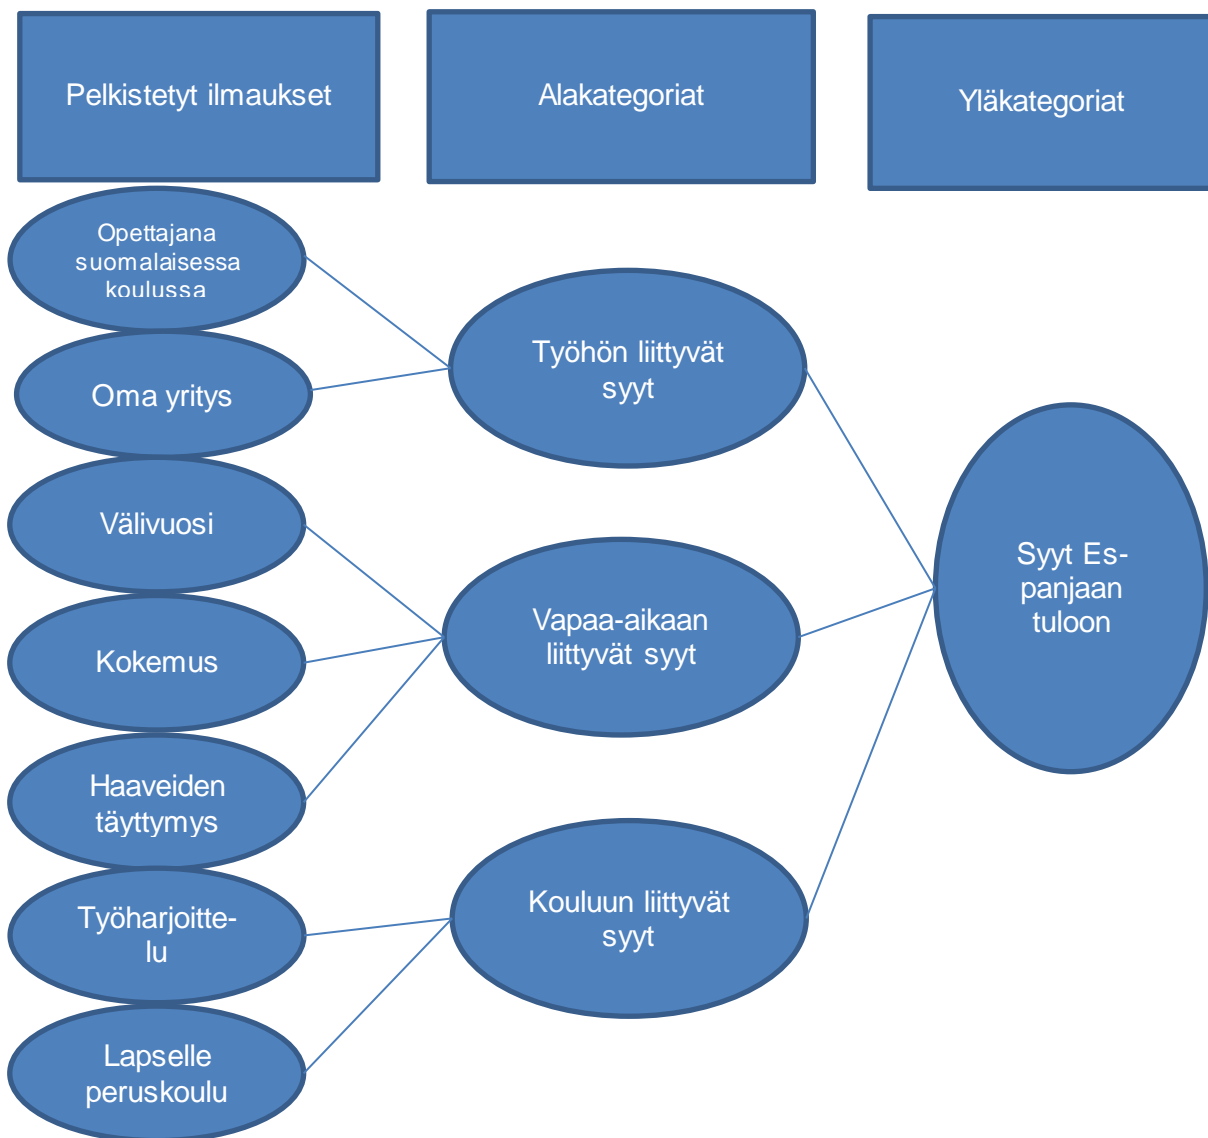 Pelkistetyt ilmaukset
Alakategoriat
Yläkategoriat
Opettajana
suomalaisessa
koulussa
Oma yritys
Välivuosi
Kokemus
Haaveiden
täyttymys
Työharjoitte-
lu
Lapselle
peruskoulu
Työhön liittyvät
syyt
Vapaa-aikaan
liittyvät syyt
Kouluun liittyvät
syyt
Syyt Es-
panjaan
tuloon